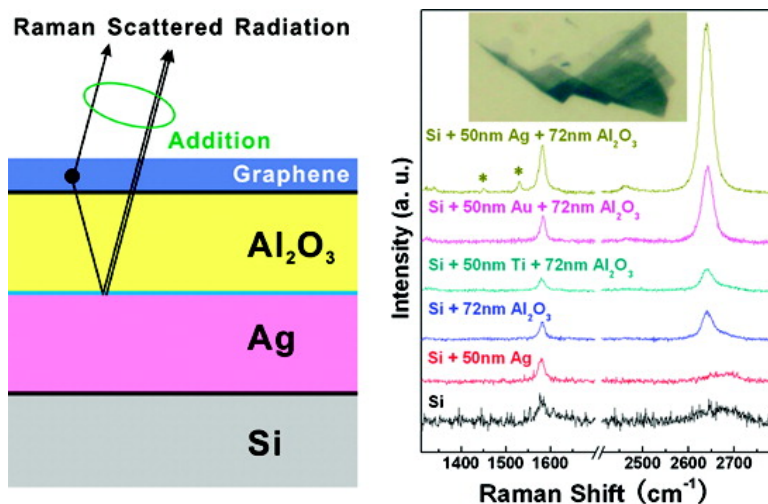 Raman Scattered Radiation
Addition
Graphene
Al₂O₃
Ag
Si
Intensity (a. u.)
Si + 50nm Ag + 72nm Al₂O₃
* *
Si + 50nm Au + 72nm Al₂O₃
Si + 50nm Ti + 72nm Al₂O₃
Si + 72nm Al₂O₃
Si + 50nm Ag
Si
1400 1500 1600 2500 2600 2700
Raman Shift (cm⁻¹)